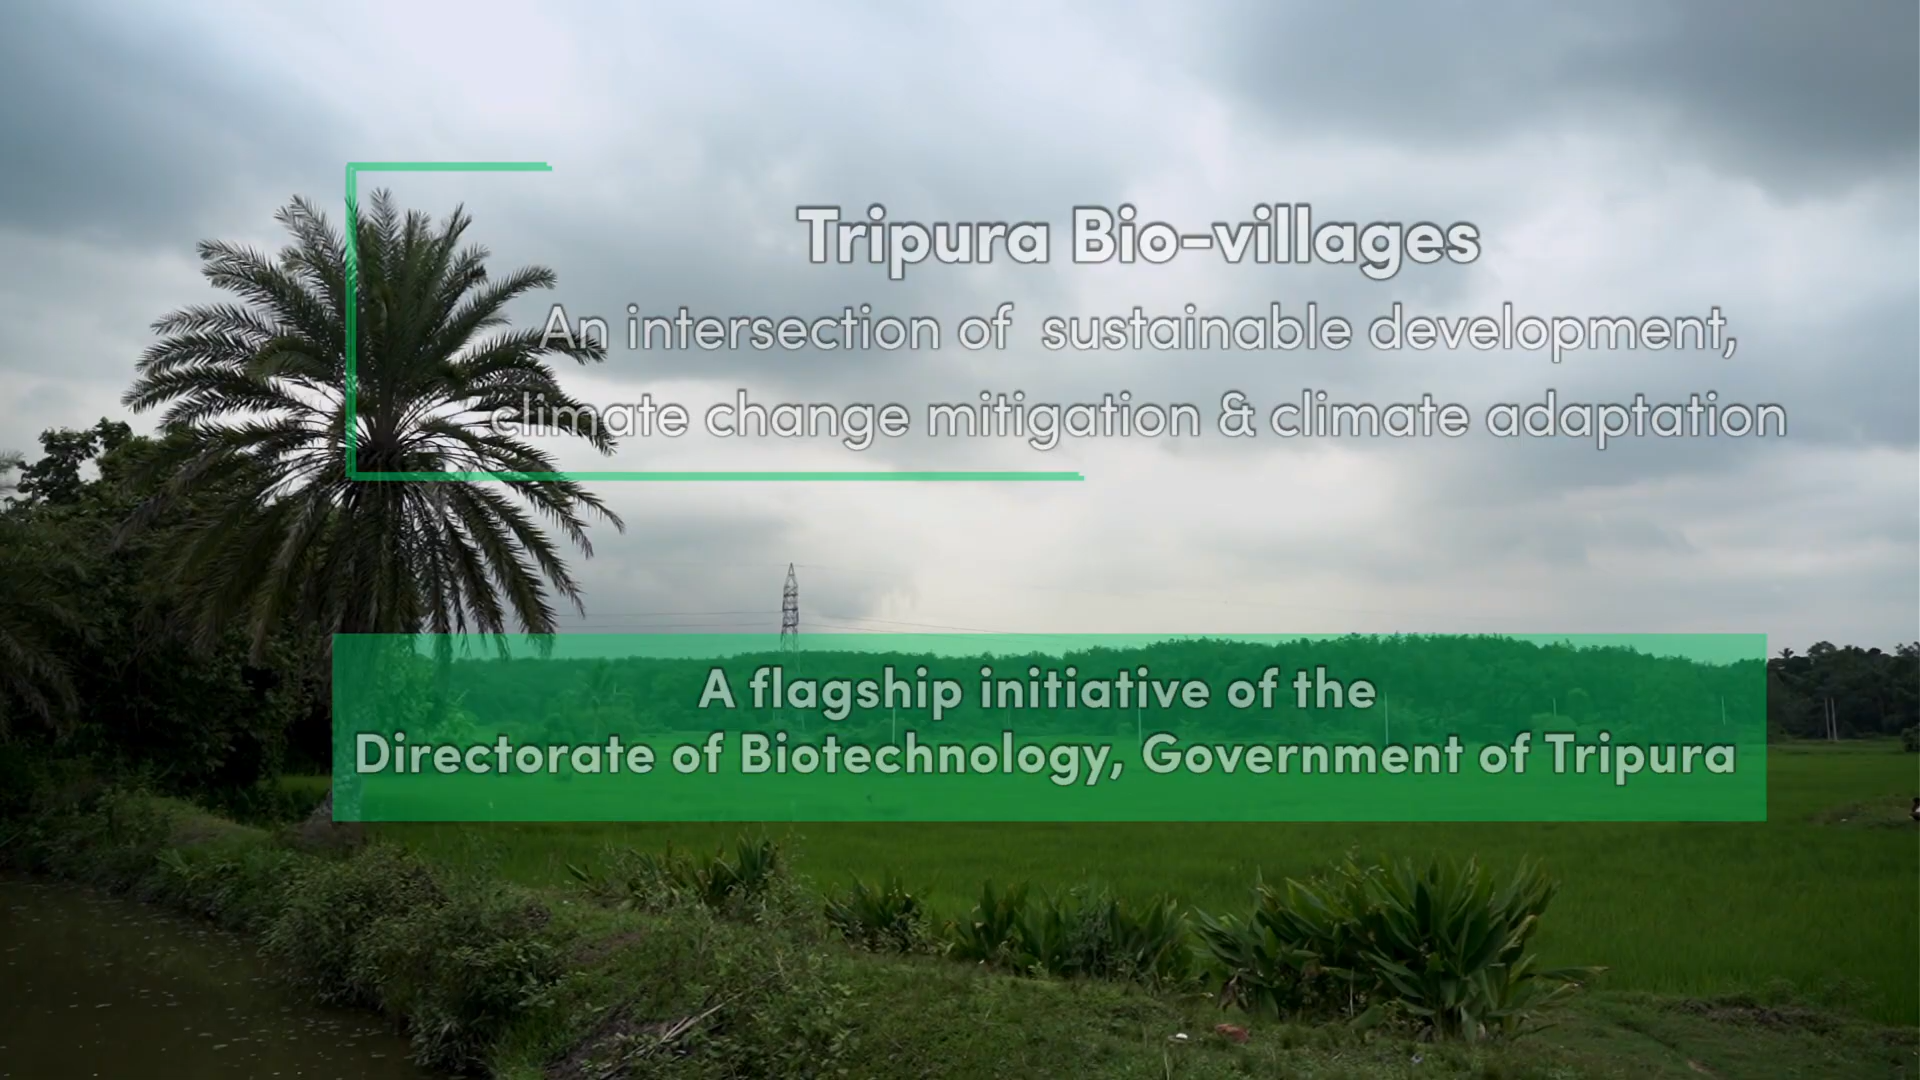 Tripura Bio-villages
An intersection of sustainable development,
climate change mitigation & climate adaptation
A flagship initiative of the
Directorate of Biotechnology, Government of Tripura